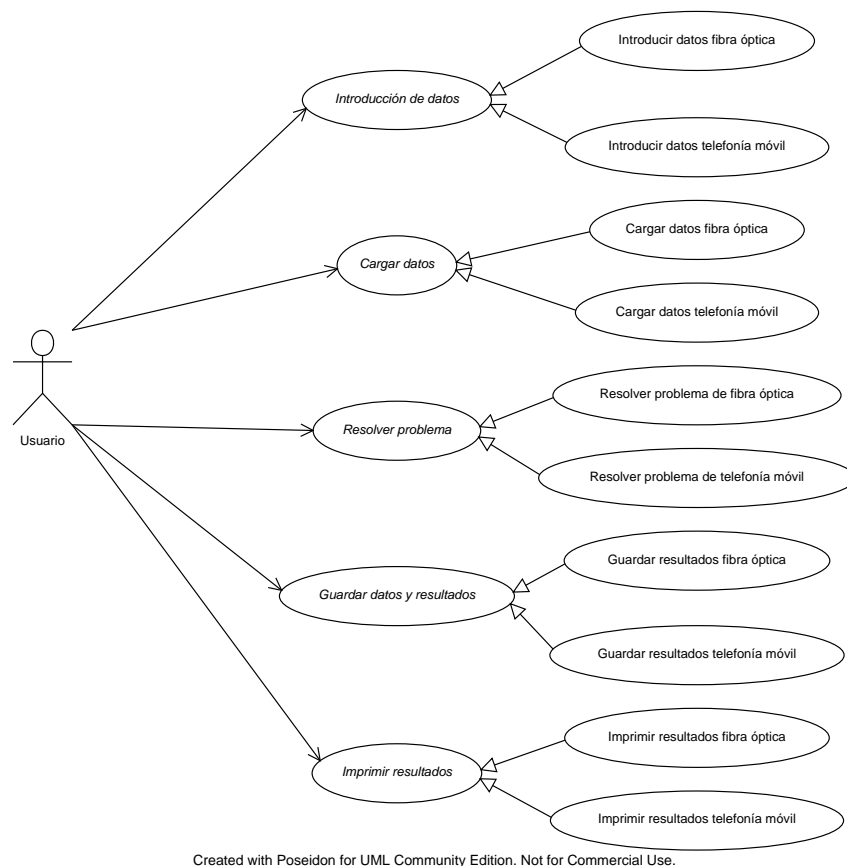 Introducir datos fibra óptica
Introducción de datos
Introducir datos telefonía móvil
Cargar datos fibra óptica
Cargar datos
Cargar datos telefonía móvil
Resolver problema de fibra óptica
Usuario
Resolver problema
Resolver problema de telefonía móvil
Guardar resultados fibra óptica
Guardar datos y resultados
Guardar resultados telefonía móvil
Imprimir resultados fibra óptica
Imprimir resultados
Imprimir resultados telefonía móvil
Created with Poseidon for UML Community Edition. Not for Commercial Use.